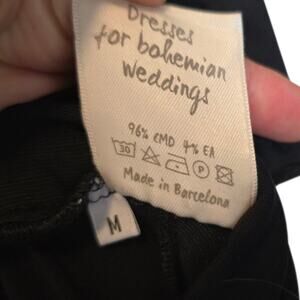 Dresses
for bohemian
weddings
96% CMD 4% EA
30 P
Made in Barcelona
M